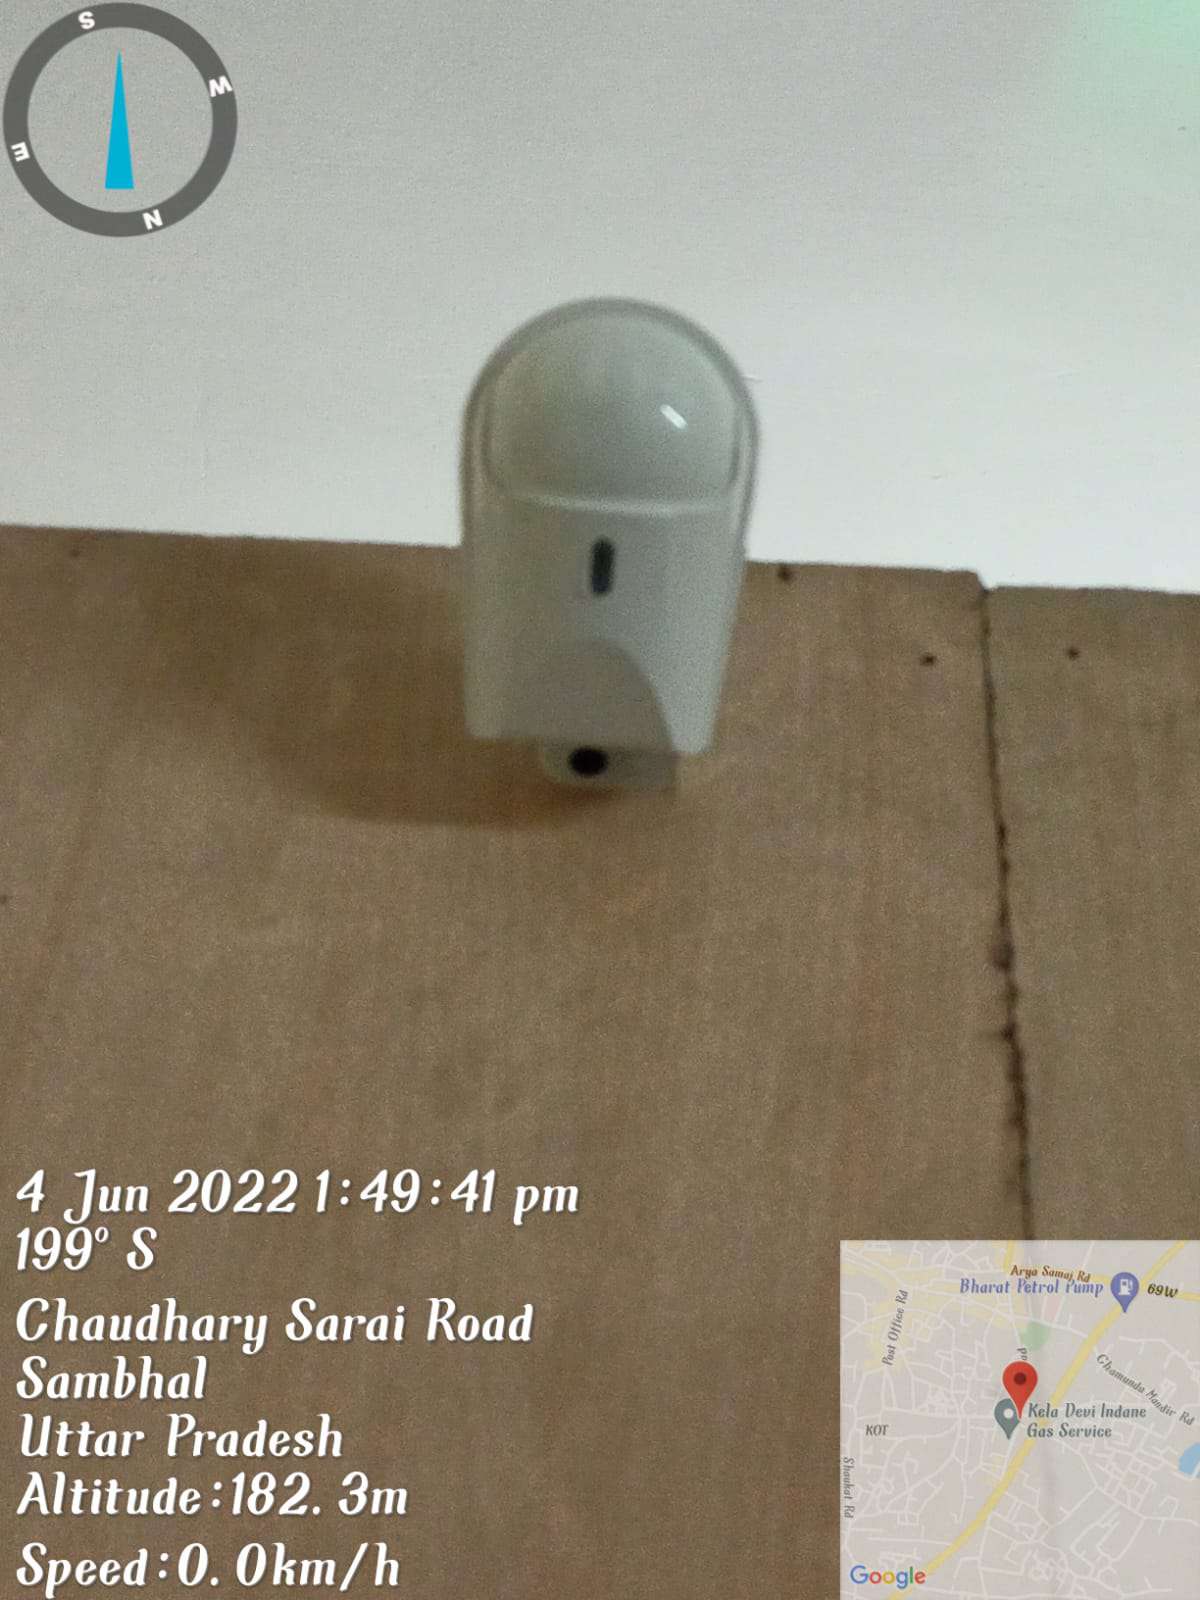 S
W
E
N
4 Jun 2022 1:49:41 pm
199° S
Chaudhary Sarai Road
Sambhal
Uttar Pradesh
Altitude:182.3m
Speed:0.0km/h
Arya Samaj Rd
Bharat Petrol Pump
69W
Post Office Rd
Chamunda Mandir Rd
Kela Devi Indane
Gas Service
KOT
Shaukat Rd
Google